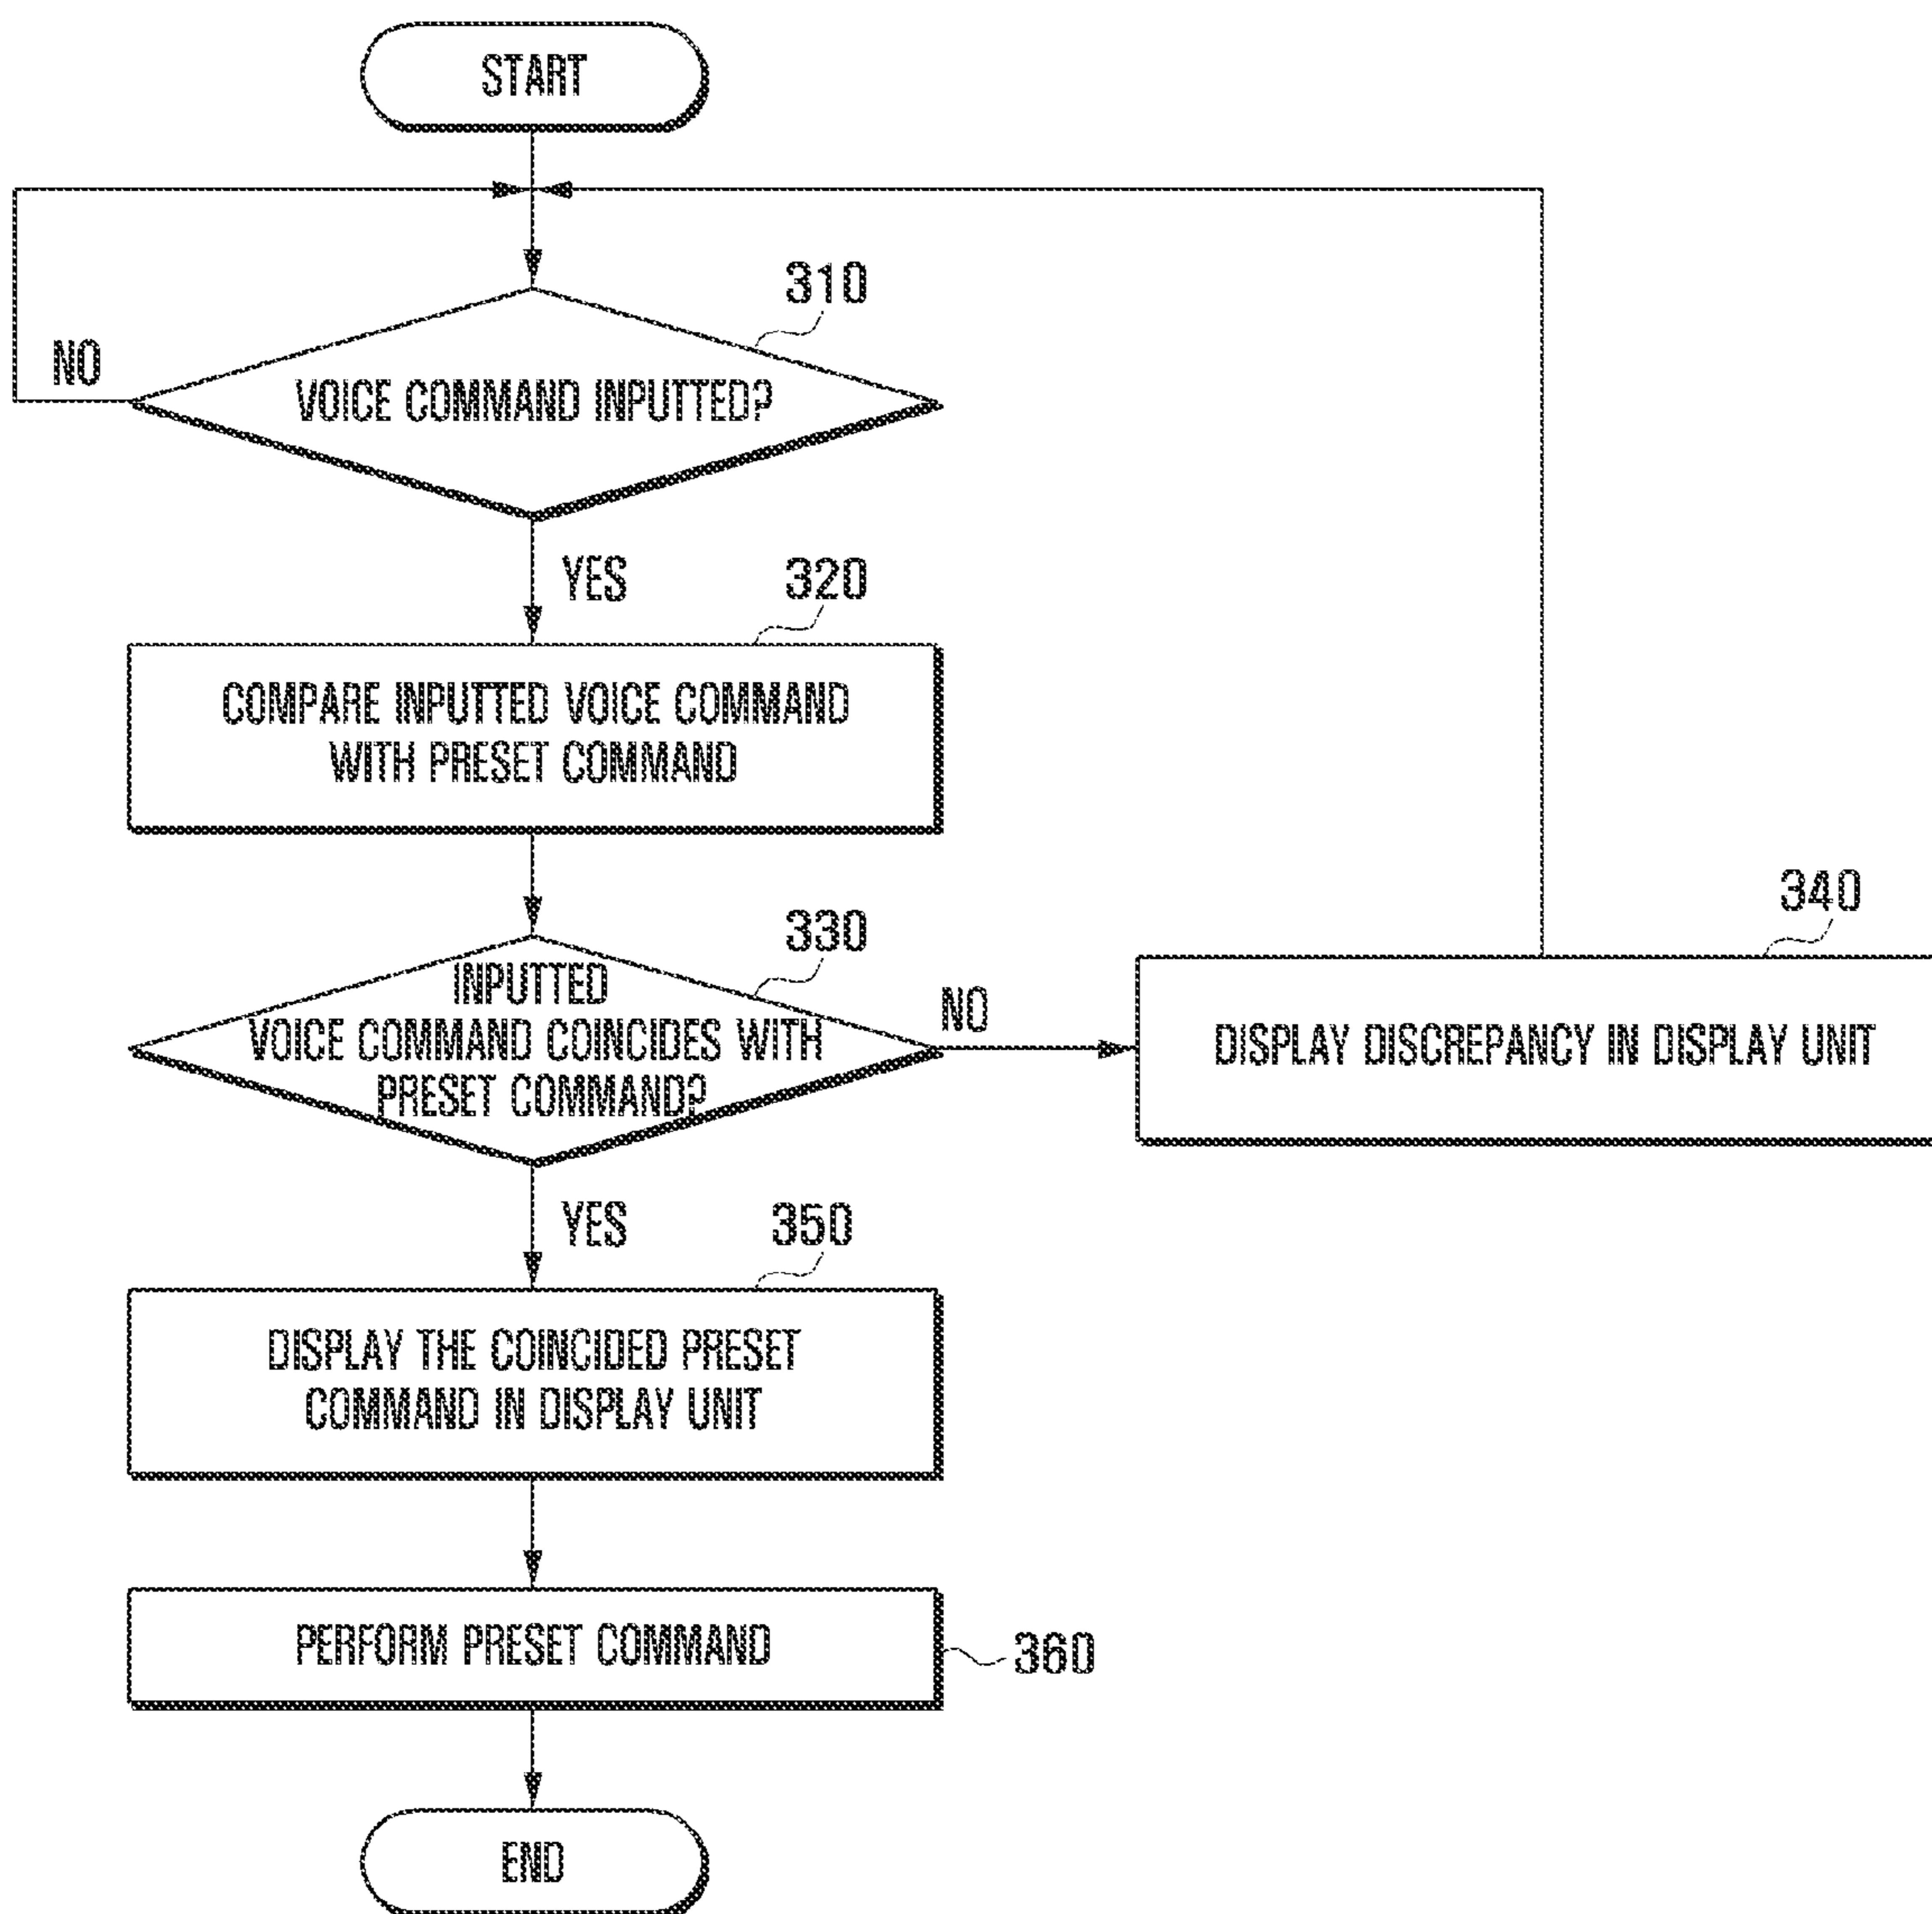 START
310
NO
VOICE COMMAND INPUTTED?
YES
320
COMPARE INPUTTED VOICE COMMAND
WITH PRESET COMMAND
330
INPUTTED
VOICE COMMAND COINCIDES WITH
PRESET COMMAND?
NO
340
DISPLAY DISCREPANCY IN DISPLAY UNIT
YES
350
DISPLAY THE COINCIDED PRESET
COMMAND IN DISPLAY UNIT
PERFORM PRESET COMMAND
360
END